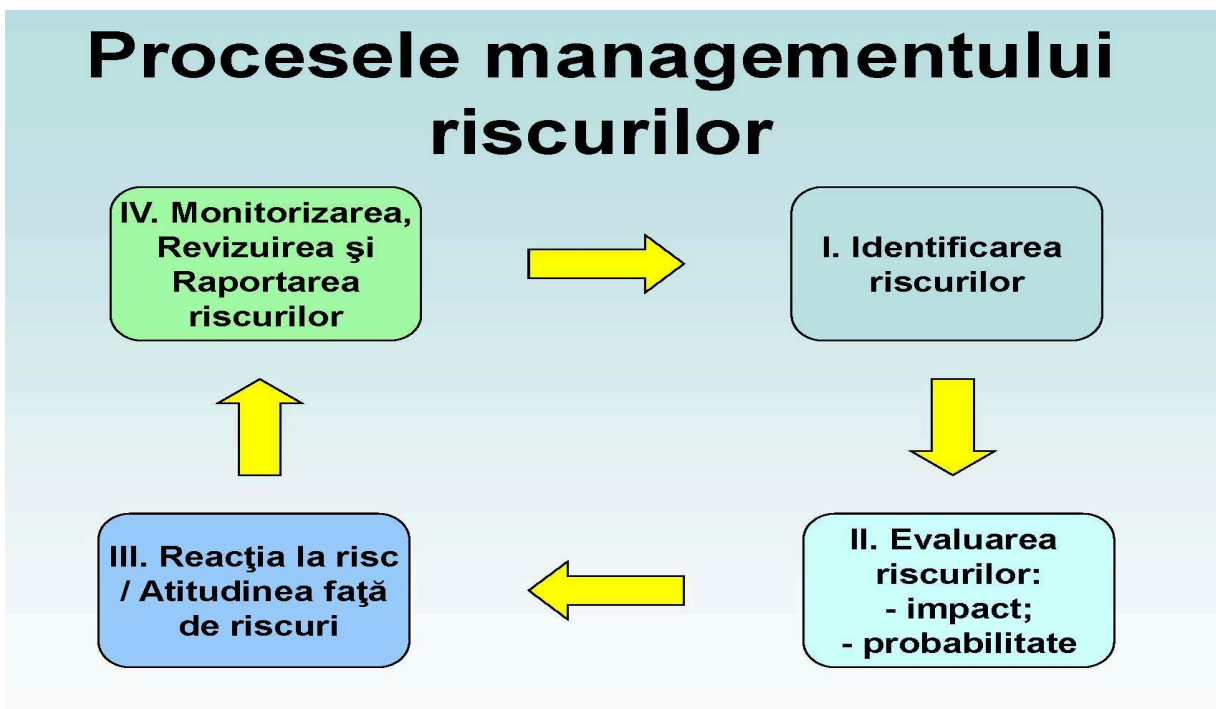 Procesele managementului
riscurilor
IV. Monitorizarea,
Revizuirea şi
Raportarea
riscurilor
I. Identificarea
riscurilor
III. Reacţia la risc
/ Atitudinea faţă
de riscuri
II. Evaluarea
riscurilor:
- impact;
- probabilitate